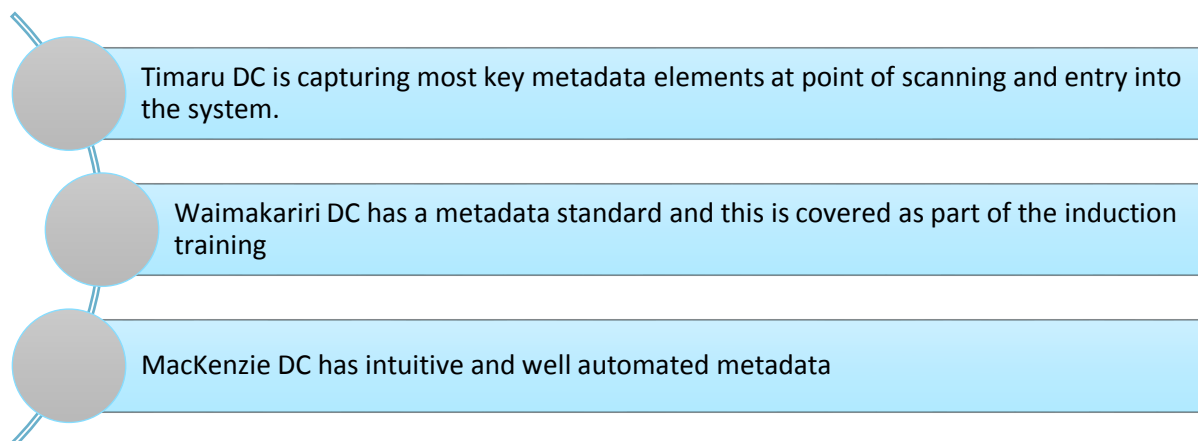 Timaru DC is capturing most key metadata elements at point of scanning and entry into
the system.
Waimakariri DC has a metadata standard and this is covered as part of the induction
training
MacKenzie DC has intuitive and well automated metadata